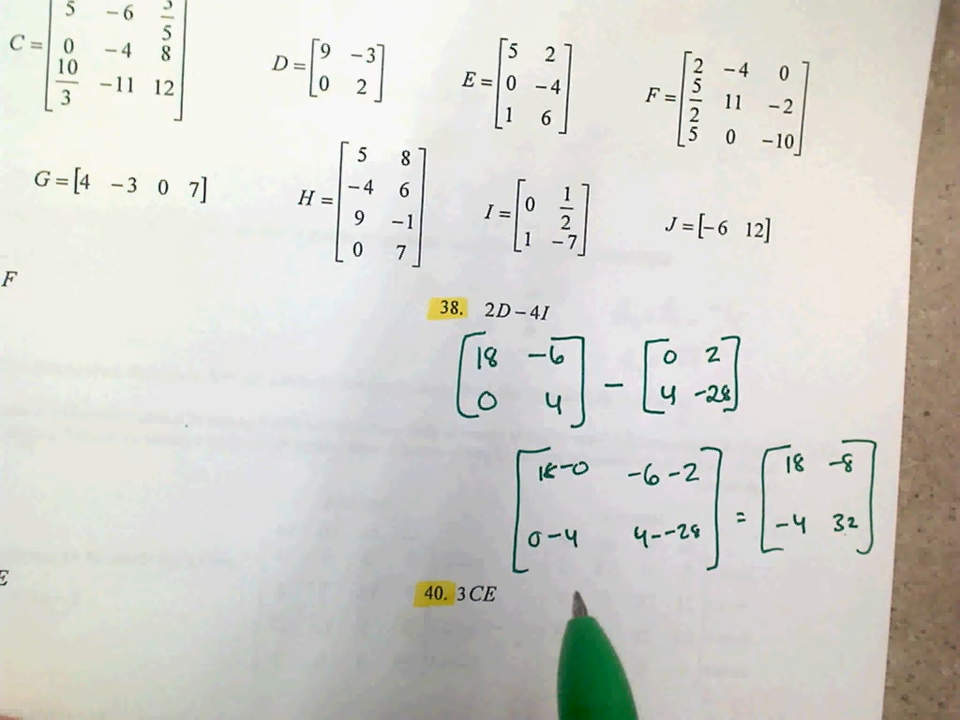 C = [5 -6 3/5
0 -4 8
10/3 -11 12]
D = [9 -3
0 2]
E = [5 2
0 -4
1 6]
F = [2 -4 0
5/2 11 -2
5 0 -10]
G = [4 -3 0 7]
H = [5 8
-4 6
9 -1
0 7]
I = [0 1/2
1 -7]
J = [-6 12]
F
38. 2D - 4I
[18 -6
0 4] - [0 2
4 -28]
[18-0 -6-2
0-4 4--28] = [18 -8
-4 32]
E
40. 3CE